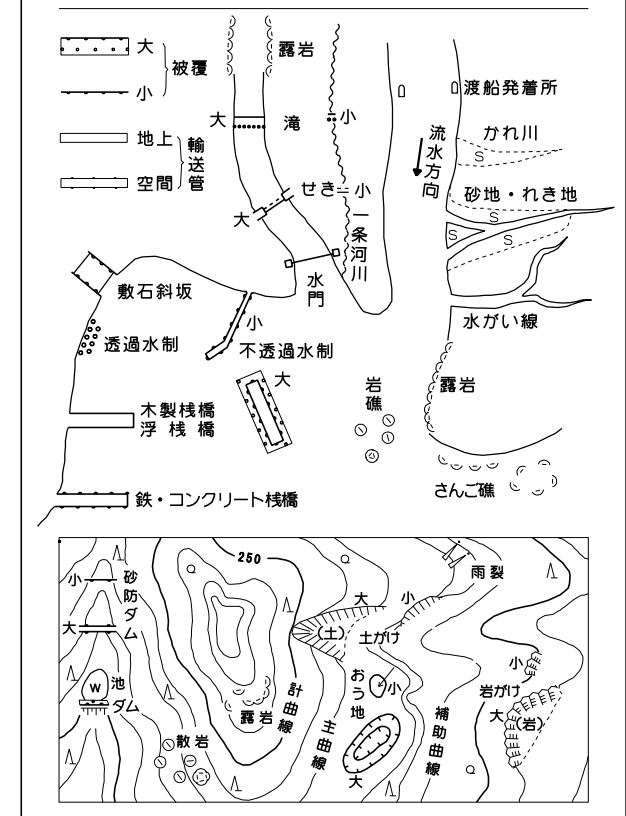 大
小
被覆
地上
空間
輸送管
露岩
大
滝
小
せき
小
大
一条河川
水門
渡船発着所
流水方向
かれ川
S
砂地・れき地
S
S
S
水がい線
敷石斜坂
透過水制
小
不透過水制
大
木製桟橋
浮桟橋
鉄・コンクリート桟橋
岩礁
露岩
さんご礁
小
砂防ダム
大
W
池
ダム
250
露岩
散岩
計曲線
主曲線
大
小
(土)
土がけ
雨裂
おう地
小
大
補助曲線
小
岩がけ
大
(岩)